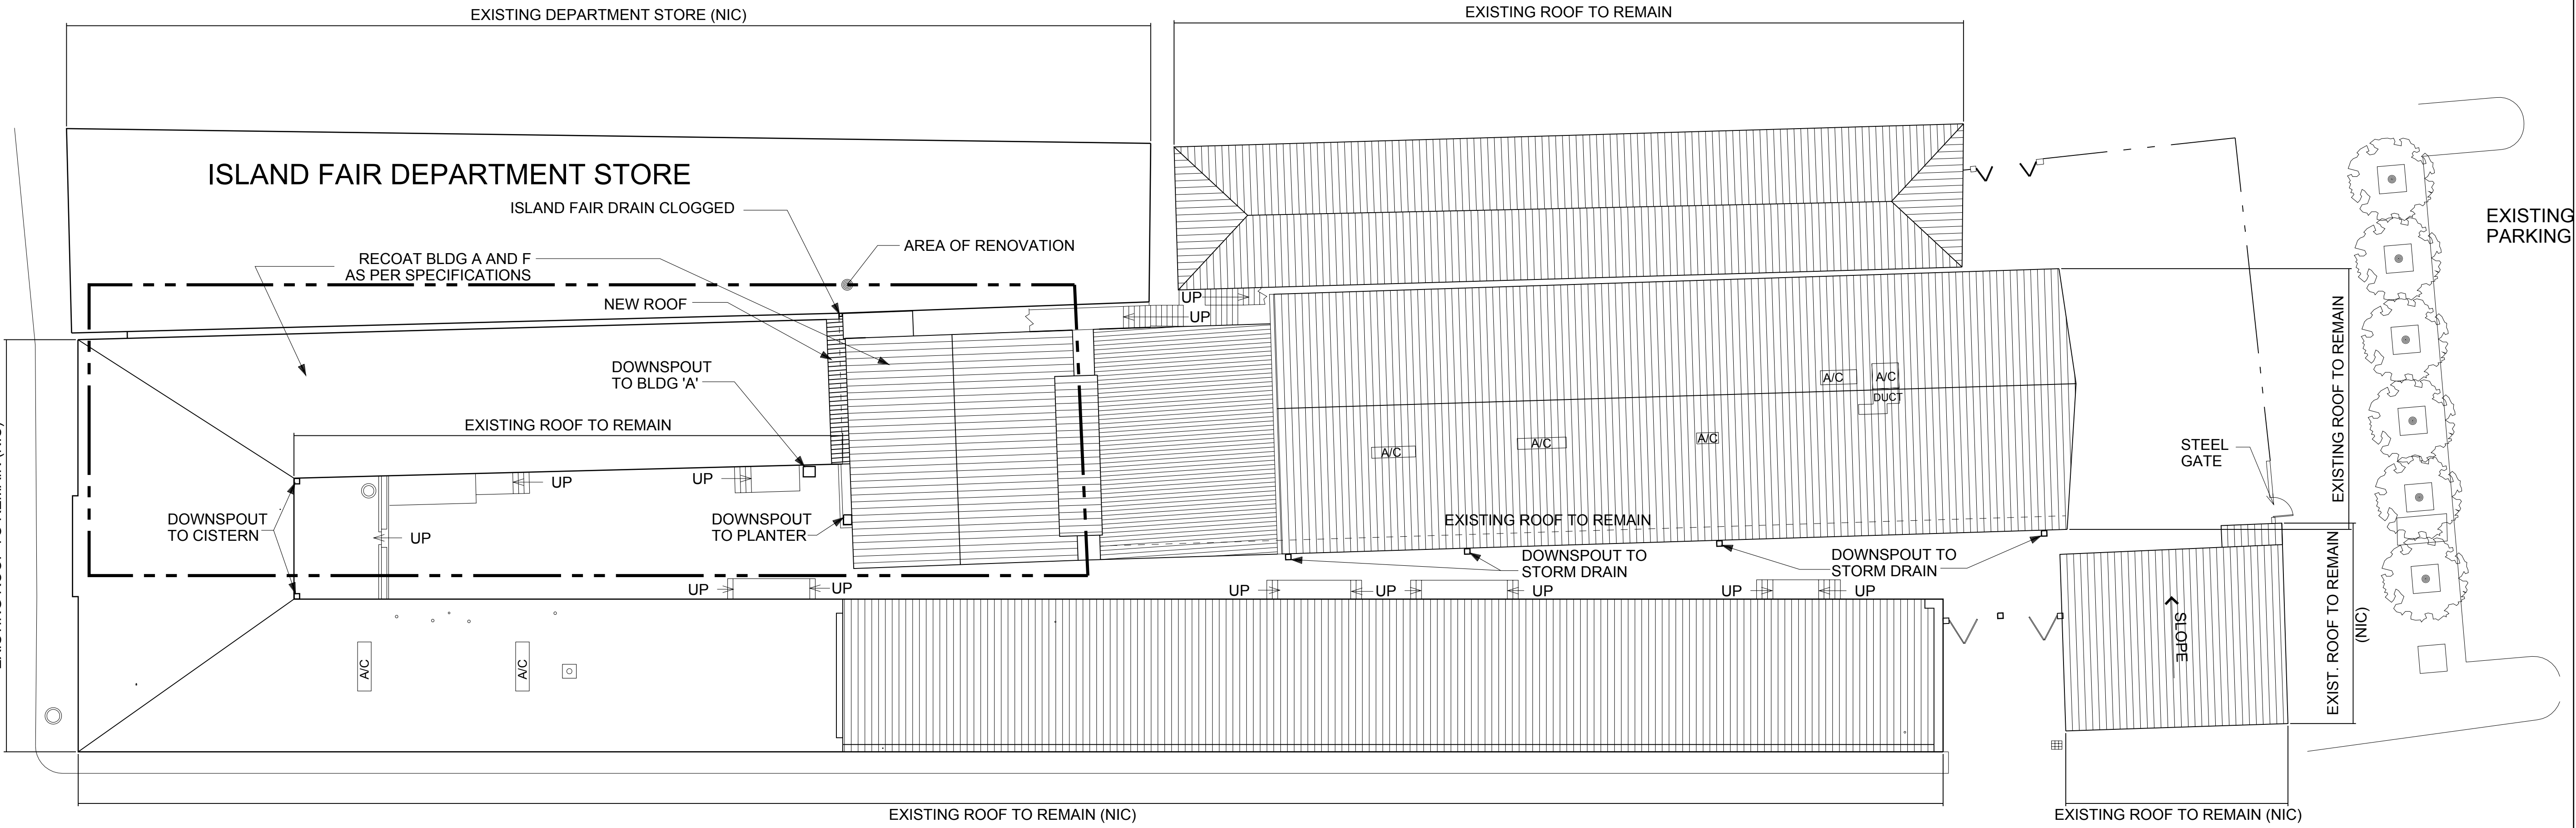 EXISTING DEPARTMENT STORE (NIC)
EXISTING ROOF TO REMAIN
ISLAND FAIR DEPARTMENT STORE
ISLAND FAIR DRAIN CLOGGED
AREA OF RENOVATION
RECOAT BLDG A AND F
AS PER SPECIFICATIONS
NEW ROOF
EXISTING
PARKING
UP
UP
DOWNSPOUT
TO BLDG 'A'
EXISTING ROOF TO REMAIN
A/C
A/C
DUCT
A/C
A/C
A/C
EXISTING ROOF TO REMAIN
STEEL
GATE
UP
UP
DOWNSPOUT
TO CISTERN
UP
DOWNSPOUT
TO PLANTER
EXISTING ROOF TO REMAIN
DOWNSPOUT TO
STORM DRAIN
DOWNSPOUT TO
STORM DRAIN
UP
UP
UP
UP
UP
UP
UP
UP
SLOPE
EXIST. ROOF TO REMAIN
(NIC)
A/C
A/C
EXISTING ROOF TO REMAIN (NIC)
EXISTING ROOF TO REMAIN (NIC)